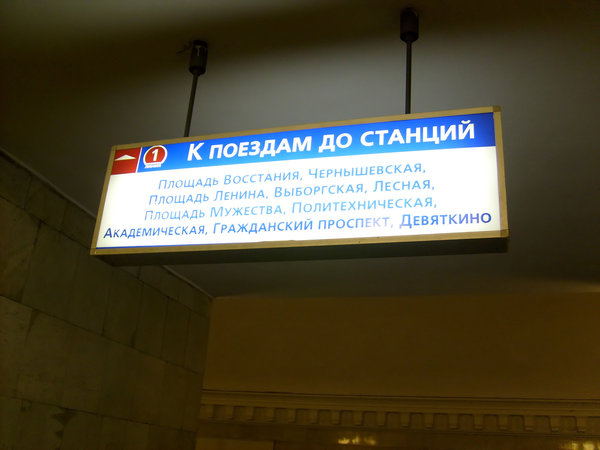 1 К ПОЕЗДАМ ДО СТАНЦИЙ
ПЛОЩАДЬ ВОССТАНИЯ, ЧЕРНЫШЕВСКАЯ,
ПЛОЩАДЬ ЛЕНИНА, ВЫБОРГСКАЯ, ЛЕСНАЯ,
ПЛОЩАДЬ МУЖЕСТВА, ПОЛИТЕХНИЧЕСКАЯ,
АКАДЕМИЧЕСКАЯ, ГРАЖДАНСКИЙ ПРОСПЕКТ, ДЕВЯТКИНО